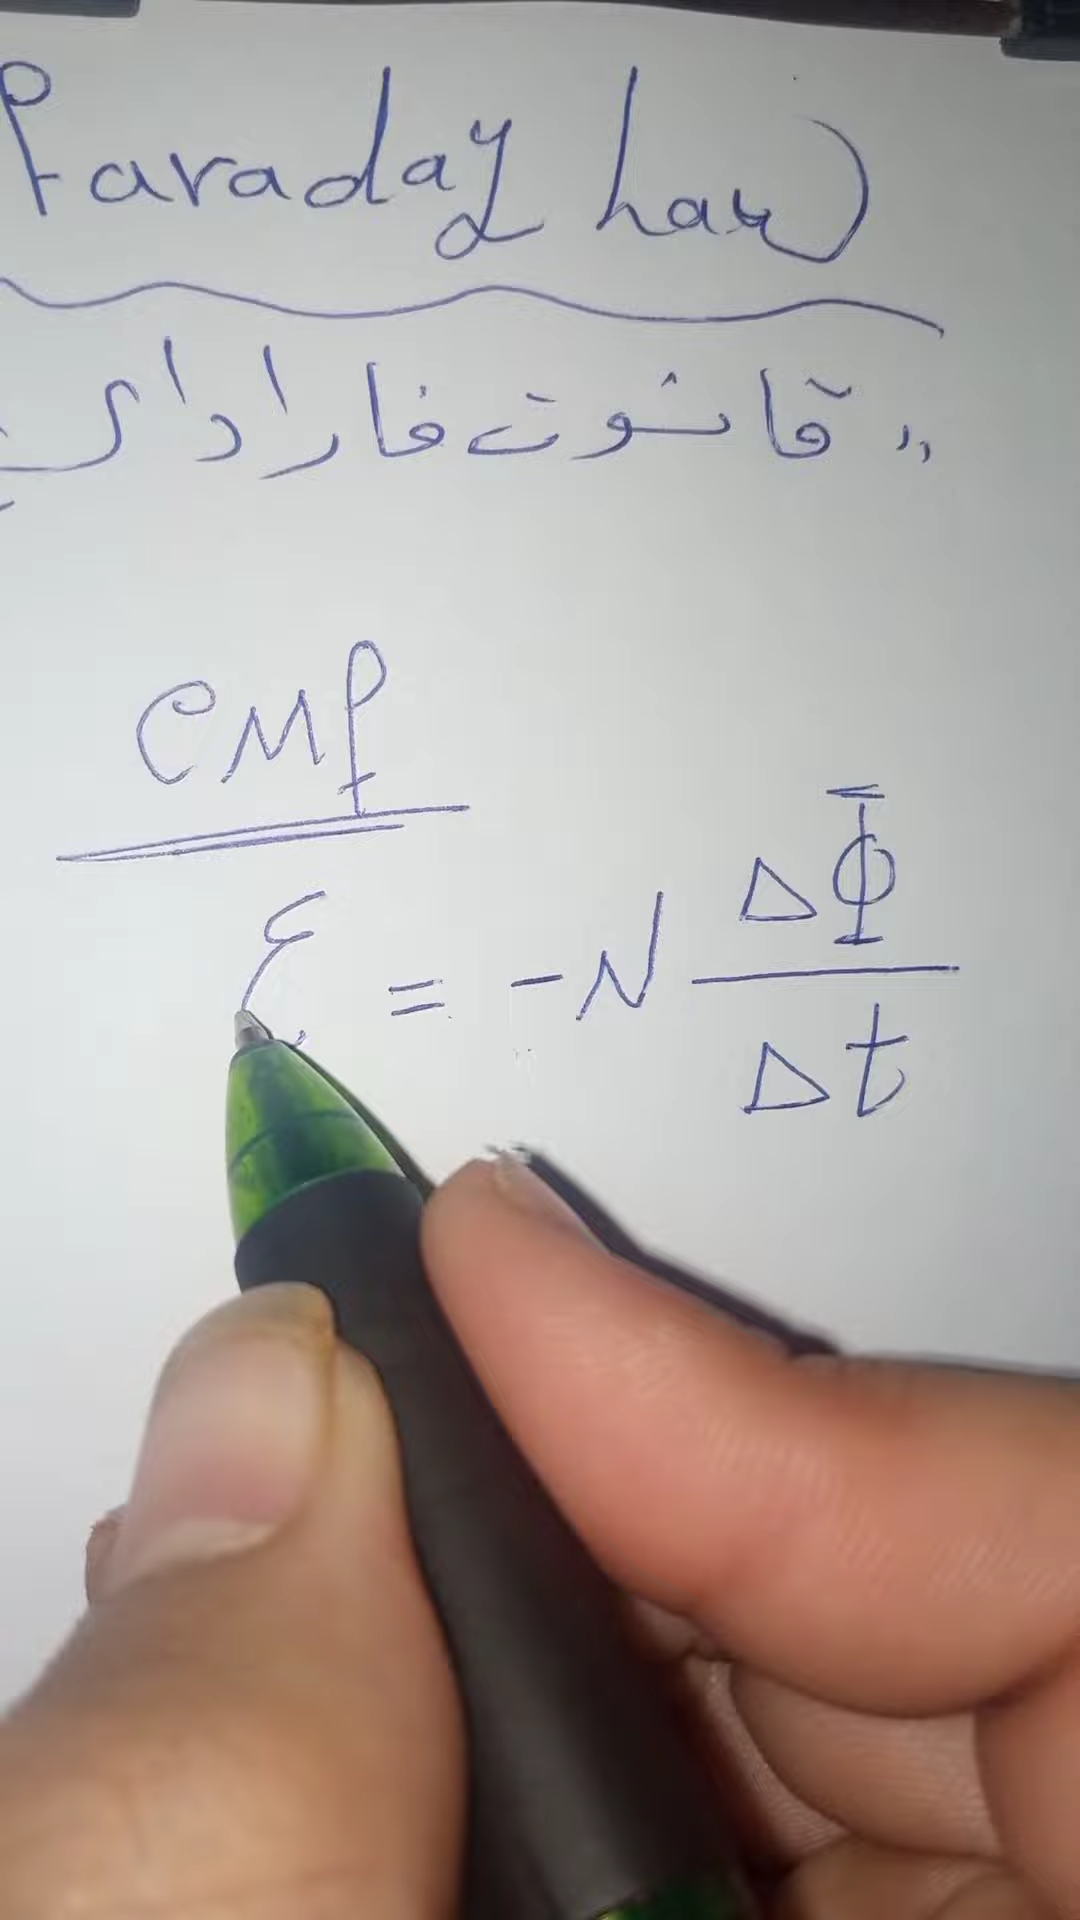 Faraday Law
" قانون فاراداي
emf
ε = -N ΔΦ/Δt